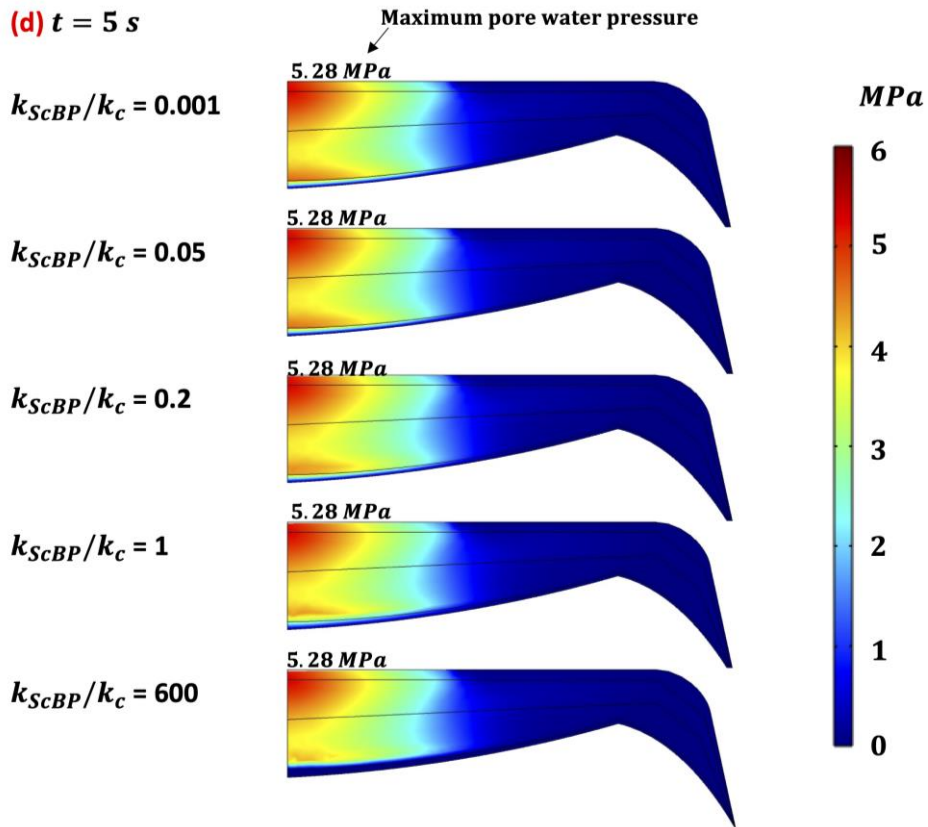 (d) t = 5 s
Maximum pore water pressure
5.28 MPa
k_ScBP/k_c = 0.001
MPa
6
5.28 MPa
k_ScBP/k_c = 0.05
5
5.28 MPa
4
k_ScBP/k_c = 0.2
3
5.28 MPa
k_ScBP/k_c = 1
2
1
5.28 MPa
k_ScBP/k_c = 600
0